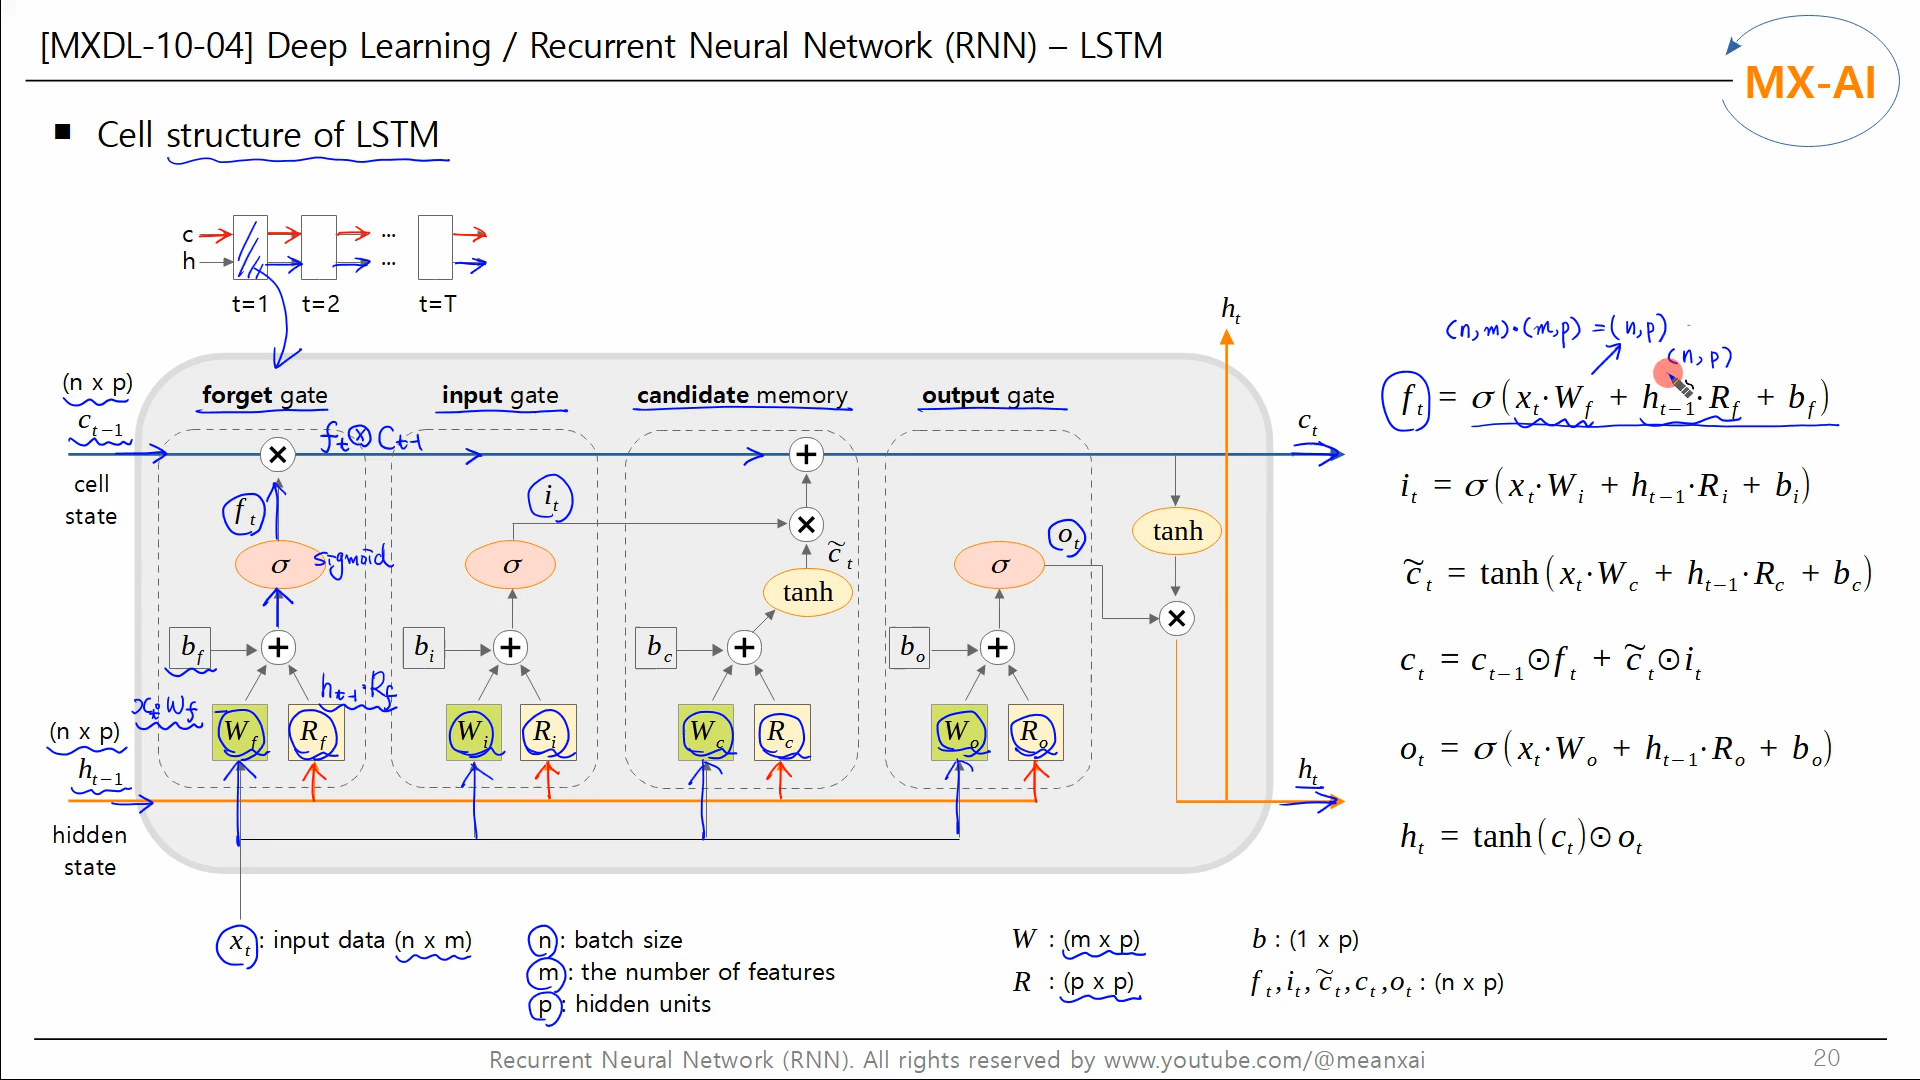 [MXDL-10-04] Deep Learning / Recurrent Neural Network (RNN) – LSTM
MX-AI
■ Cell structure of LSTM
c ...
h ...
t=1 t=2 t=T
h_t
(n,m)·(m,p) = (n,p)
(n,p)
(n x p)
c_{t-1}
forget gate input gate candidate memory output gate
c_t
f_t ⊗ C_{t-1}
cell
state
f_t
i_t
o_t
σ sigmoid
σ
c̃_t
tanh
σ
tanh
b_f + b_i + b_c + b_o +
x_t·W_f
h_{t-1}·R_f
W_f R_f W_i R_i W_c R_c W_o R_o
(n x p)
h_{t-1}
h_t
hidden
state
f_t = σ(x_t·W_f + h_{t-1}·R_f + b_f)
i_t = σ(x_t·W_i + h_{t-1}·R_i + b_i)
c̃_t = tanh(x_t·W_c + h_{t-1}·R_c + b_c)
c_t = c_{t-1}⊙f_t + c̃_t⊙i_t
o_t = σ(x_t·W_o + h_{t-1}·R_o + b_o)
h_t = tanh(c_t)⊙o_t
x_t : input data (n x m)
n : batch size
m : the number of features
p : hidden units
W : (m x p)
R : (p x p)
b : (1 x p)
f_t, i_t, c̃_t, c_t, o_t : (n x p)
Recurrent Neural Network (RNN). All rights reserved by www.youtube.com/@meanxai
20